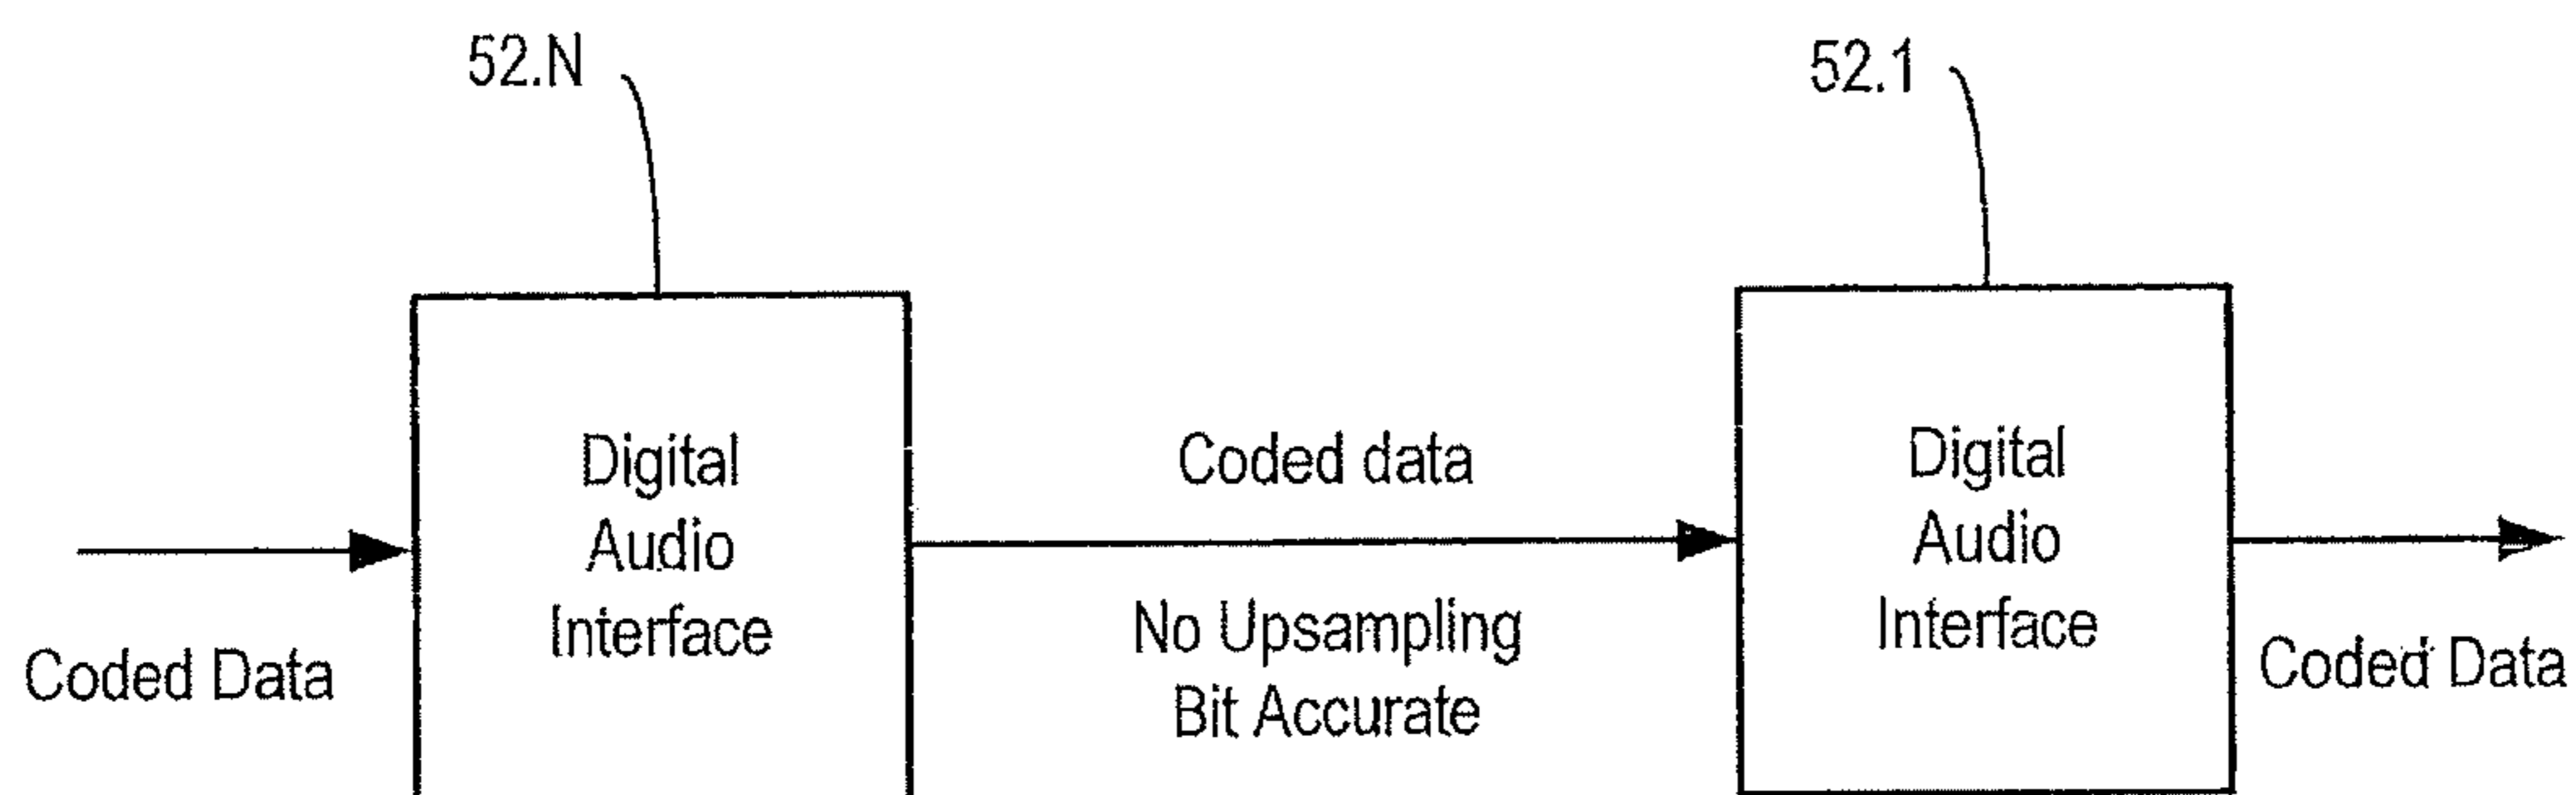 52.N
52.1
Digital
Audio
Interface
Coded data
No Upsampling
Bit Accurate
Digital
Audio
Interface
Coded Data
Coded Data